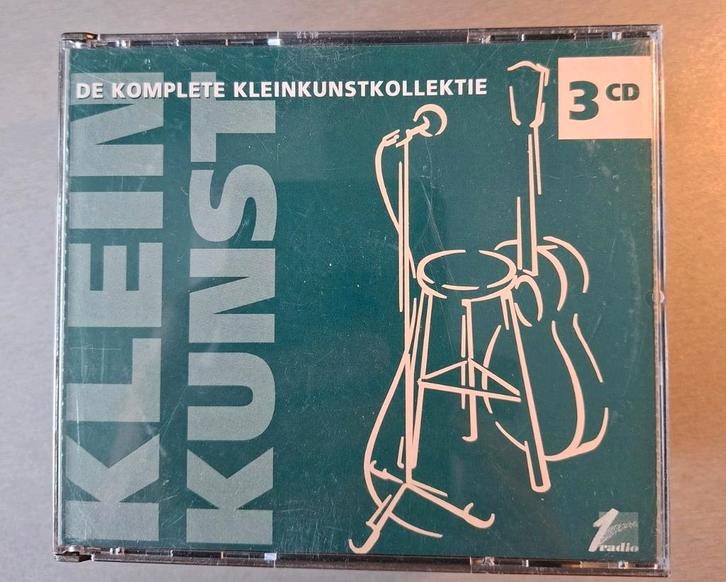 DE KOMPLETE KLEINKUNSTKOLLEKTIE
3 CD
KLEIN
KUNST
1
radio